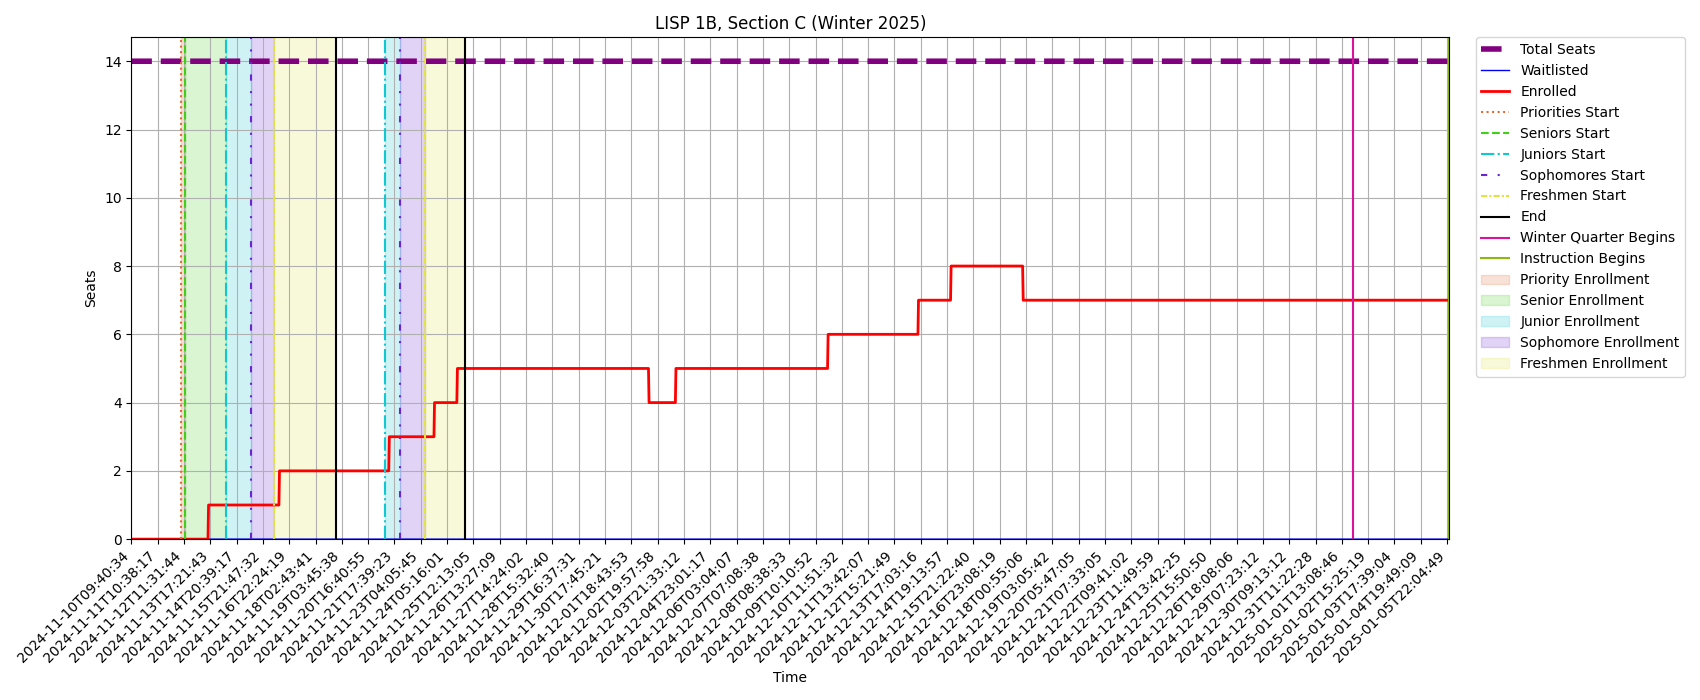 LISP 1B, Section C (Winter 2025)
Seats
14
12
10
8
6
4
2
0
2024-11-10T09:40:34
2024-11-11T10:38:17
2024-11-12T11:31:44
2024-11-13T17:21:43
2024-11-14T20:39:17
2024-11-15T21:47:32
2024-11-16T22:24:19
2024-11-18T02:43:41
2024-11-19T03:45:38
2024-11-20T16:40:55
2024-11-21T17:39:23
2024-11-23T04:05:45
2024-11-24T05:16:01
2024-11-25T12:13:05
2024-11-26T13:27:09
2024-11-27T14:24:02
2024-11-28T15:32:40
2024-11-29T16:37:31
2024-11-30T17:45:21
2024-12-01T18:43:53
2024-12-02T19:57:58
2024-12-03T21:33:12
2024-12-04T23:01:17
2024-12-06T03:04:07
2024-12-07T07:08:38
2024-12-08T08:38:33
2024-12-09T10:10:52
2024-12-10T11:51:32
2024-12-11T13:42:07
2024-12-12T15:21:49
2024-12-13T17:03:16
2024-12-14T19:13:57
2024-12-15T21:22:40
2024-12-16T23:08:19
2024-12-18T00:55:06
2024-12-19T03:05:42
2024-12-20T05:47:05
2024-12-21T07:33:05
2024-12-22T09:41:02
2024-12-23T11:49:59
2024-12-24T13:42:25
2024-12-25T15:50:50
2024-12-26T18:08:06
2024-12-29T07:23:12
2024-12-30T09:13:12
2024-12-31T11:22:28
2025-01-01T13:08:46
2025-01-02T15:25:19
2025-01-03T17:39:04
2025-01-04T19:49:09
2025-01-05T22:04:49
Time
Total Seats
Waitlisted
Enrolled
Priorities Start
Seniors Start
Juniors Start
Sophomores Start
Freshmen Start
End
Winter Quarter Begins
Instruction Begins
Priority Enrollment
Senior Enrollment
Junior Enrollment
Sophomore Enrollment
Freshmen Enrollment